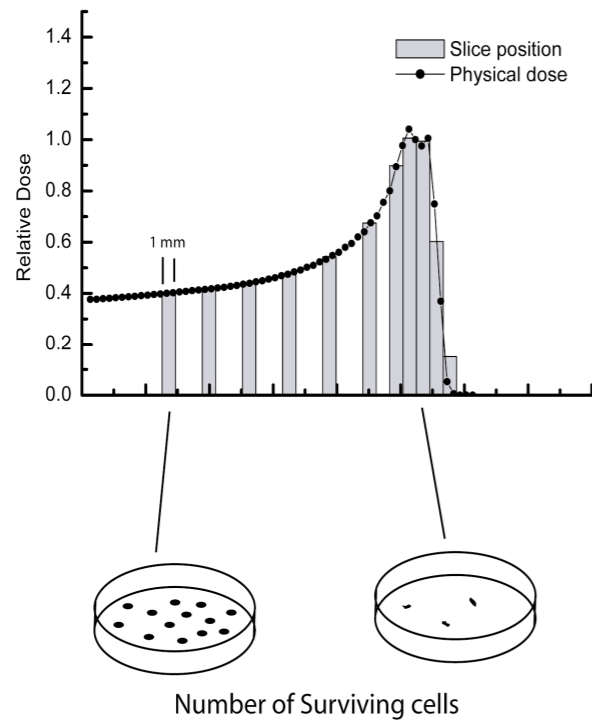 1.4
1.2
1.0
0.8
0.6
0.4
0.2
0.0
Relative Dose
Slice position
Physical dose
1 mm
Number of Surviving cells